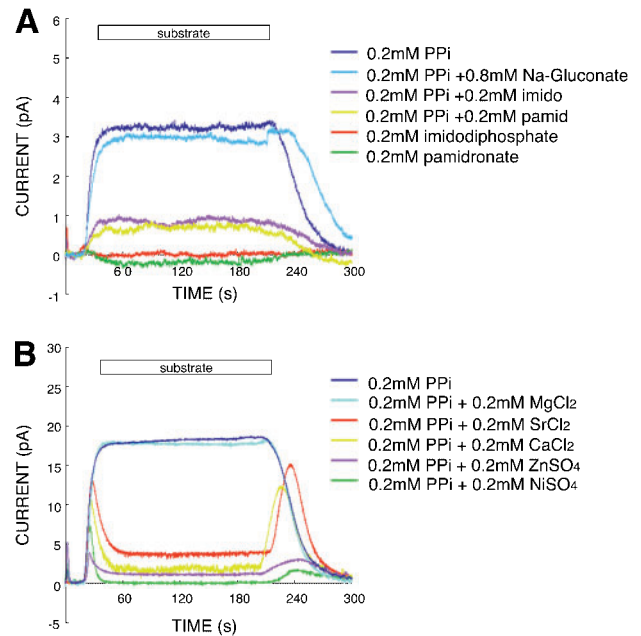 A
6
substrate
5
4
3
2
1
0
-1
CURRENT (pA)
60
120
180
240
300
TIME (s)
0.2mM PPi
0.2mM PPi +0.8mM Na-Gluconate
0.2mM PPi +0.2mM imido
0.2mM PPi +0.2mM pamid
0.2mM imidodiphosphate
0.2mM pamidronate
B
30
substrate
25
20
15
10
5
0
-5
CURRENT (pA)
60
120
180
240
300
TIME (s)
0.2mM PPi
0.2mM PPi + 0.2mM MgCl2
0.2mM PPi + 0.2mM SrCl2
0.2mM PPi + 0.2mM CaCl2
0.2mM PPi + 0.2mM ZnSO4
0.2mM PPi + 0.2mM NiSO4